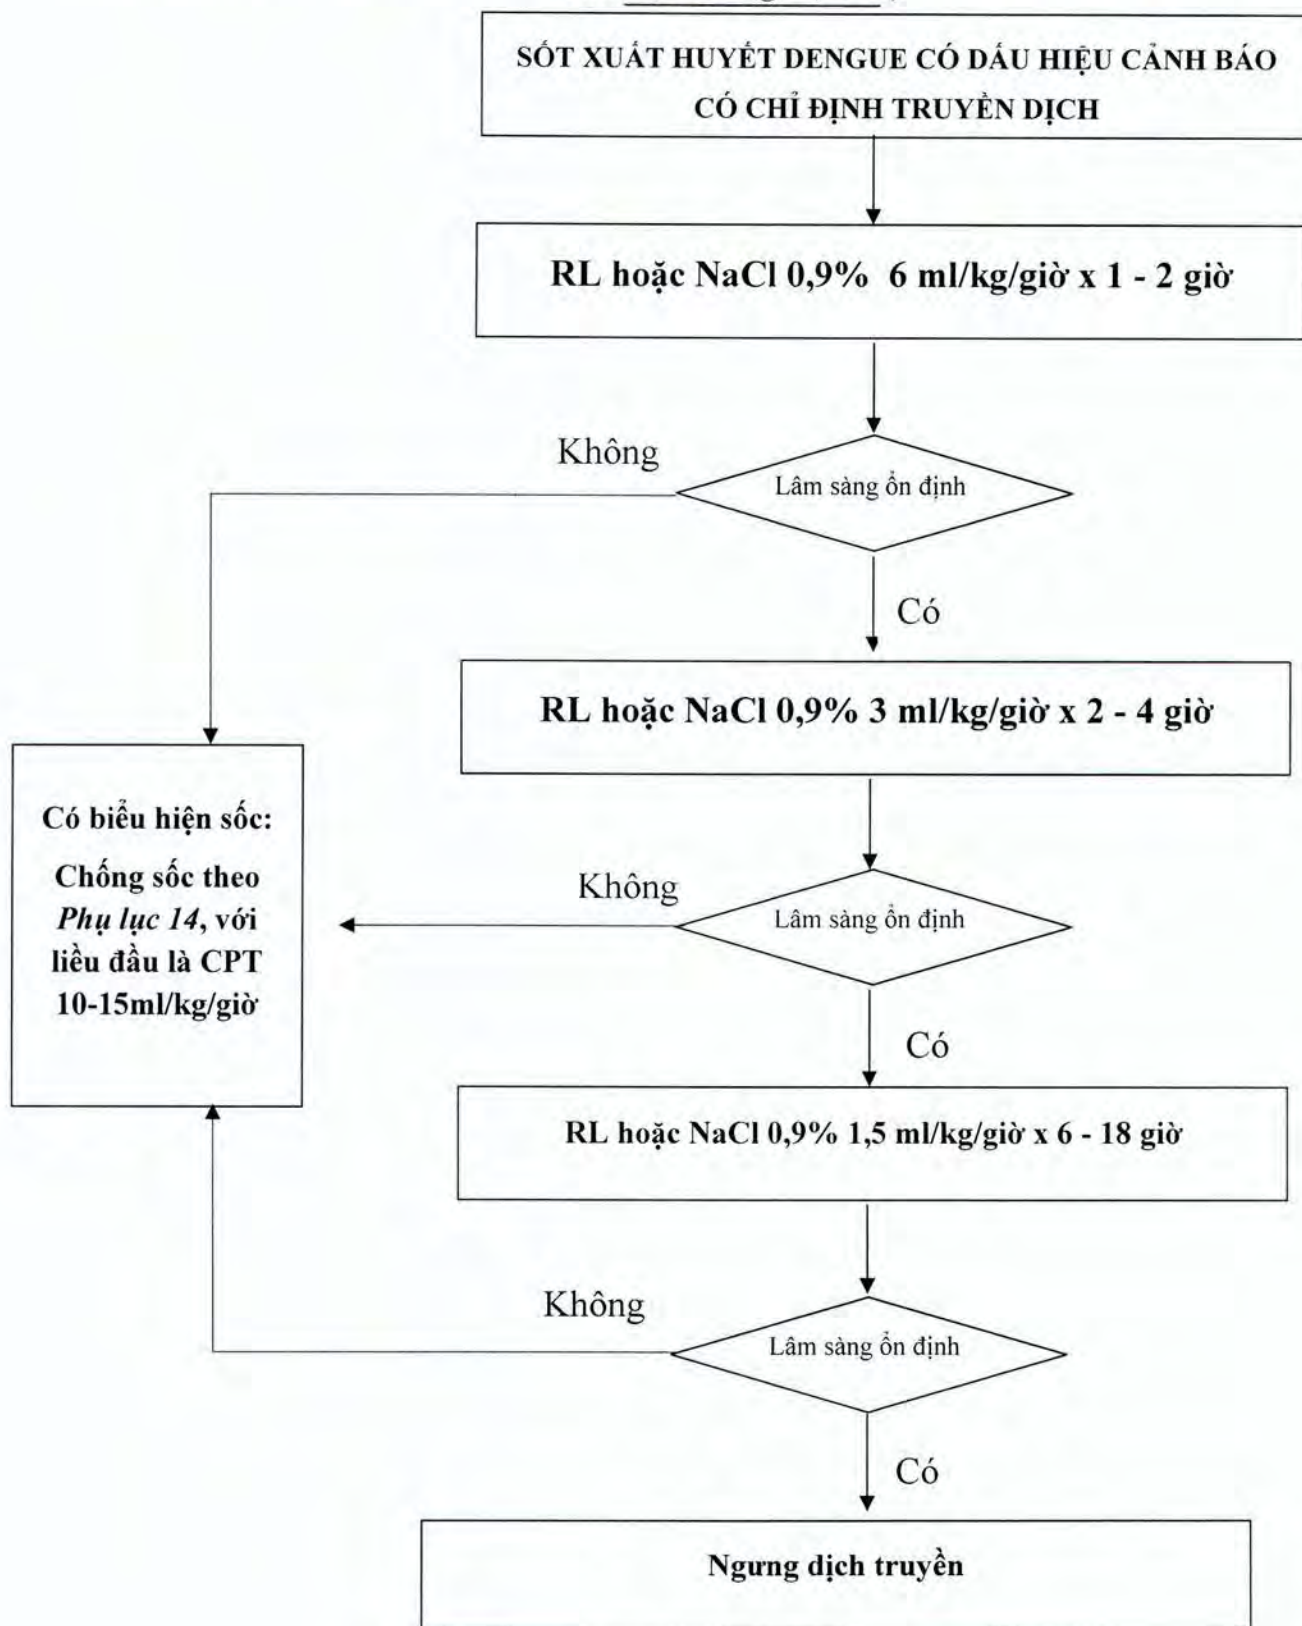 SỐT XUẤT HUYẾT DENGUE CÓ DẤU HIỆU CẢNH BÁO
CÓ CHỈ ĐỊNH TRUYỀN DỊCH
RL hoặc NaCl 0,9% 6 ml/kg/giờ x 1 - 2 giờ
Lâm sàng ổn định
Không
Có
RL hoặc NaCl 0,9% 3 ml/kg/giờ x 2 - 4 giờ
Có biểu hiện sốc:
Chống sốc theo
Phụ lục 14, với
liều đầu là CPT
10-15ml/kg/giờ
Không
Lâm sàng ổn định
Có
RL hoặc NaCl 0,9% 1,5 ml/kg/giờ x 6 - 18 giờ
Không
Lâm sàng ổn định
Có
Ngưng dịch truyền